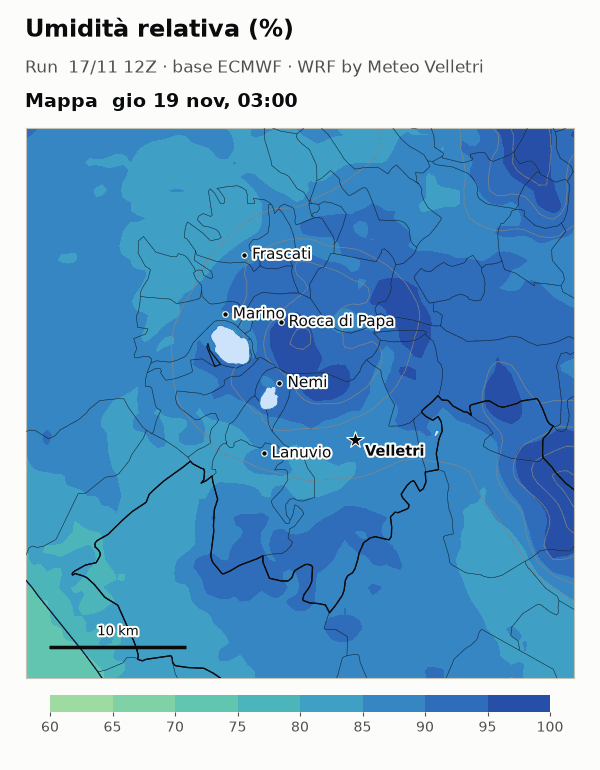 Umidità relativa (%)
Run  17/11 12Z · base ECMWF · WRF by Meteo Velletri
Mappa  gio 19 nov, 03:00
Frascati
Marino
Rocca di Papa
Nemi
Velletri
Lanuvio
10 km
60 65 70 75 80 85 90 95 100